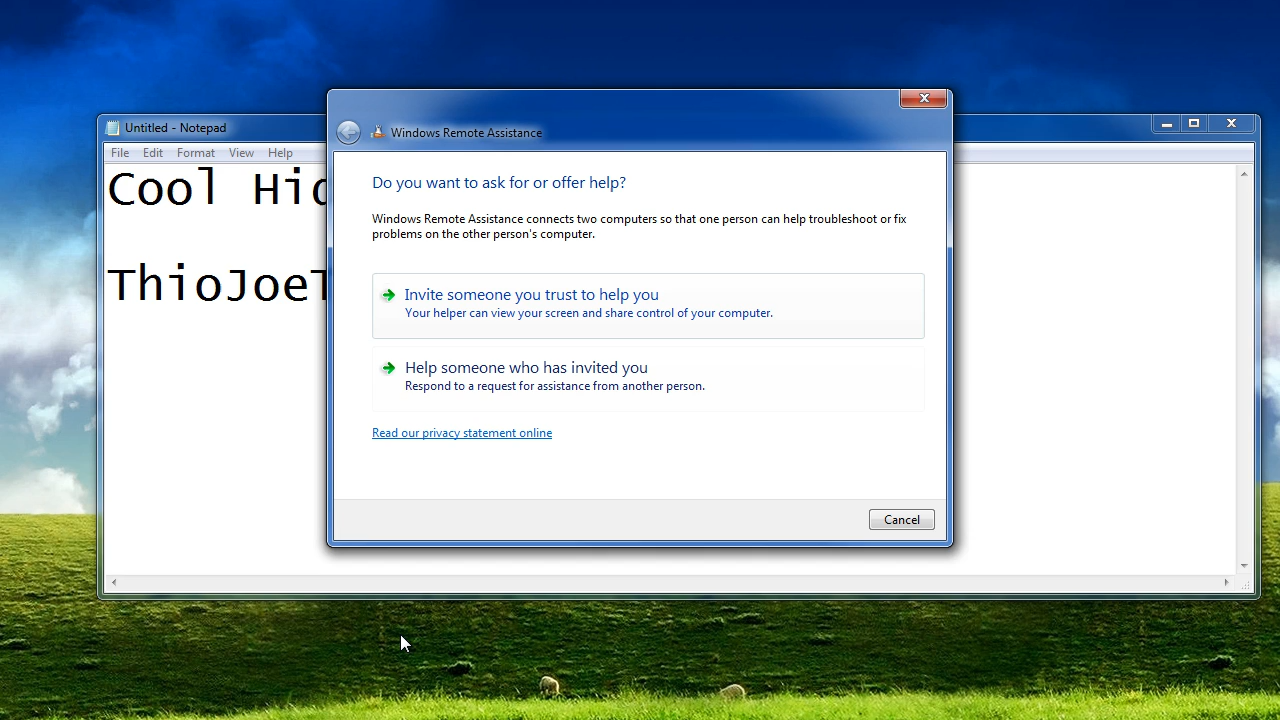 Untitled - Notepad
File Edit Format View Help
Cool
ThioJoe
Windows Remote Assistance
Do you want to ask for or offer help?
Windows Remote Assistance connects two computers so that one person can help troubleshoot or fix
problems on the other person's computer.
Invite someone you trust to help you
Your helper can view your screen and share control of your computer.
Help someone who has invited you
Respond to a request for assistance from another person.
Read our privacy statement online
Cancel